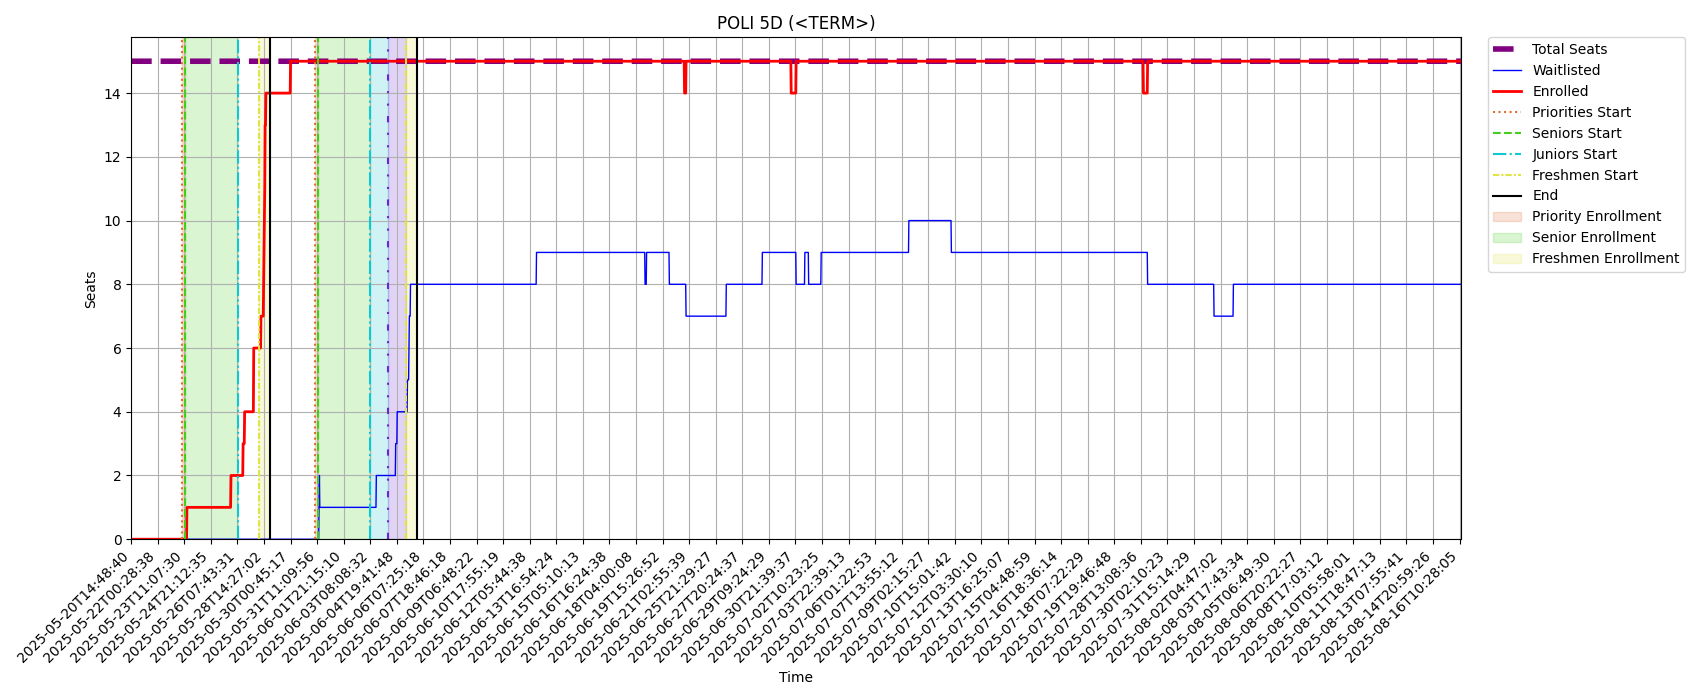 POLI 5D (<TERM>)
Total Seats
Waitlisted
Enrolled
Priorities Start
Seniors Start
Juniors Start
Freshmen Start
End
Priority Enrollment
Senior Enrollment
Freshmen Enrollment
Seats
14
12
10
8
6
4
2
0
2025-05-20T14:48:40
2025-05-22T00:28:38
2025-05-23T11:07:30
2025-05-24T21:12:35
2025-05-26T07:43:31
2025-05-28T14:27:02
2025-05-30T00:45:17
2025-05-31T11:09:56
2025-06-01T21:15:10
2025-06-03T08:08:32
2025-06-04T19:41:48
2025-06-06T07:25:18
2025-06-07T18:46:18
2025-06-09T06:48:22
2025-06-10T17:55:19
2025-06-12T05:44:38
2025-06-13T16:54:24
2025-06-15T05:10:13
2025-06-16T16:24:38
2025-06-18T04:00:08
2025-06-19T15:26:52
2025-06-21T02:55:39
2025-06-25T21:29:27
2025-06-27T20:24:37
2025-06-29T09:24:29
2025-06-30T21:39:37
2025-07-02T10:23:25
2025-07-03T22:39:13
2025-07-06T01:22:53
2025-07-07T13:55:12
2025-07-09T02:15:27
2025-07-10T15:01:42
2025-07-12T03:30:10
2025-07-13T16:25:07
2025-07-15T04:48:59
2025-07-16T18:36:14
2025-07-18T07:22:29
2025-07-19T19:46:48
2025-07-28T13:08:36
2025-07-30T02:10:23
2025-07-31T15:14:29
2025-08-02T04:47:02
2025-08-03T17:43:34
2025-08-05T06:49:30
2025-08-06T20:22:27
2025-08-08T17:03:12
2025-08-10T05:58:01
2025-08-11T18:47:13
2025-08-13T07:55:41
2025-08-14T20:59:26
2025-08-16T10:28:05
Time